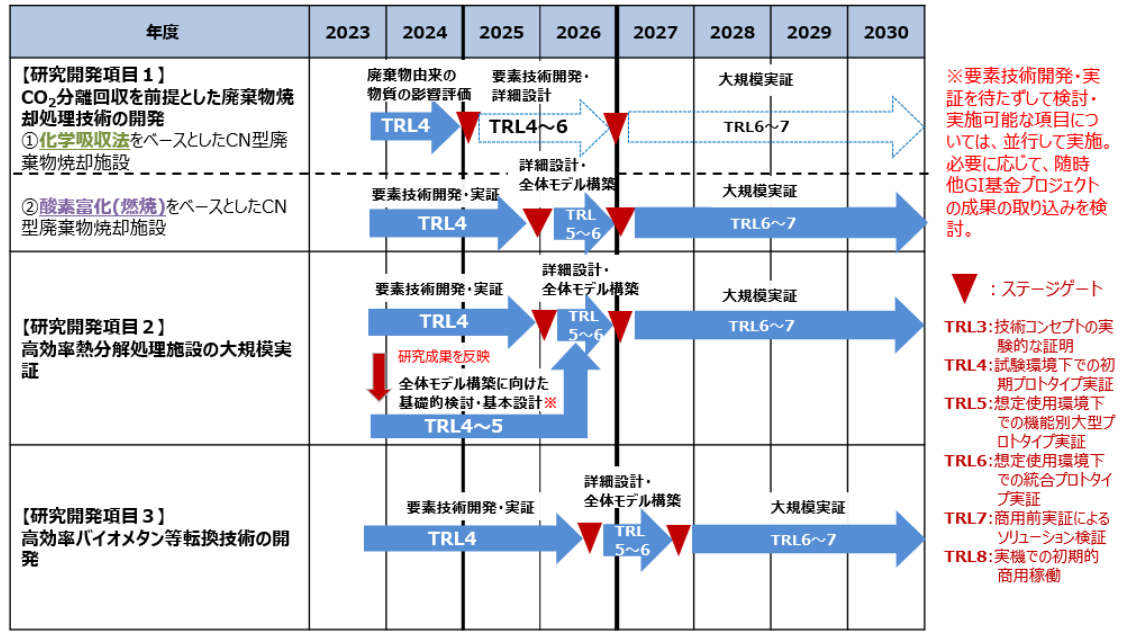 年度
2023
2024
2025
2026
2027
2028
2029
2030
【研究開発項目1】
CO₂分離回収を前提とした廃棄物焼
却処理技術の開発
①化学吸収法をベースとしたCN型廃
棄物焼却施設
廃棄物由来の
物質の影響評価
TRL4
要素技術開発・
詳細設計
TRL4～6
大規模実証
TRL6～7
②酸素富化(燃焼)をベースとしたCN
型廃棄物焼却施設
要素技術開発・実証
TRL4
詳細設計・
全体モデル構築
TRL
5～6
大規模実証
TRL6～7
【研究開発項目2】
高効率熱分解処理施設の大規模実
証
要素技術開発・実証
TRL4
詳細設計・
全体モデル構築
TRL
5～6
大規模実証
TRL6～7
研究成果を反映
全体モデル構築に向けた
基礎的検討・基本設計※
TRL4～5
【研究開発項目3】
高効率バイオメタン等転換技術の開
発
要素技術開発・実証
TRL4
詳細設計・
全体モデル構築
TRL
5～6
大規模実証
TRL6～7
※要素技術開発・実
証を待たずして検討・
実施可能な項目につ
いては、並行して実施。
必要に応じて、随時
他GI基金プロジェクト
の成果の取り込みを検
討。
：ステージゲート
TRL3:技術コンセプトの実
験的な証明
TRL4:試験環境下での初
期プロトタイプ実証
TRL5:想定使用環境下
での機能別大型プ
ロトタイプ実証
TRL6:想定使用環境下
での統合プロトタイ
プ実証
TRL7:商用前実証による
ソリューション検証
TRL8:実機での初期的
商用稼働